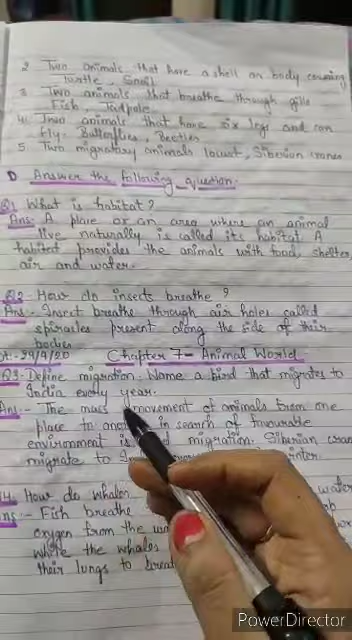 2 Two animals that have a shell on body covering
Turtle, Snail
3 Two animals that breathe through gills
Fish, Tadpole
4. Two animals that have six legs and can
fly- Butterflies, Beetles
5 Two migratory animals locust, Siberian cranes
D Answer the following question.
Q1 What is habitat?
Ans- A place or an area where an animal
live naturally is called its habitat A
habitat provides the animals with food, shelter
air and water.
Q2- How do insects breathe?
Ans- Insect breathe through air holes called
spiracles present along the side of their
bodies
Dt- 29/9/20 Chapter 7- Animal World
Q3- Define migration. Name a bird that migrates to
India every year.
Ans:- The mass movement of animals from one
place to in search of favourable
environment is migration. Siberian
migrate to
Q4. How do whales water
Ans- Fish breathe
oxygen from the
while the whales
their lungs to
PowerDirector